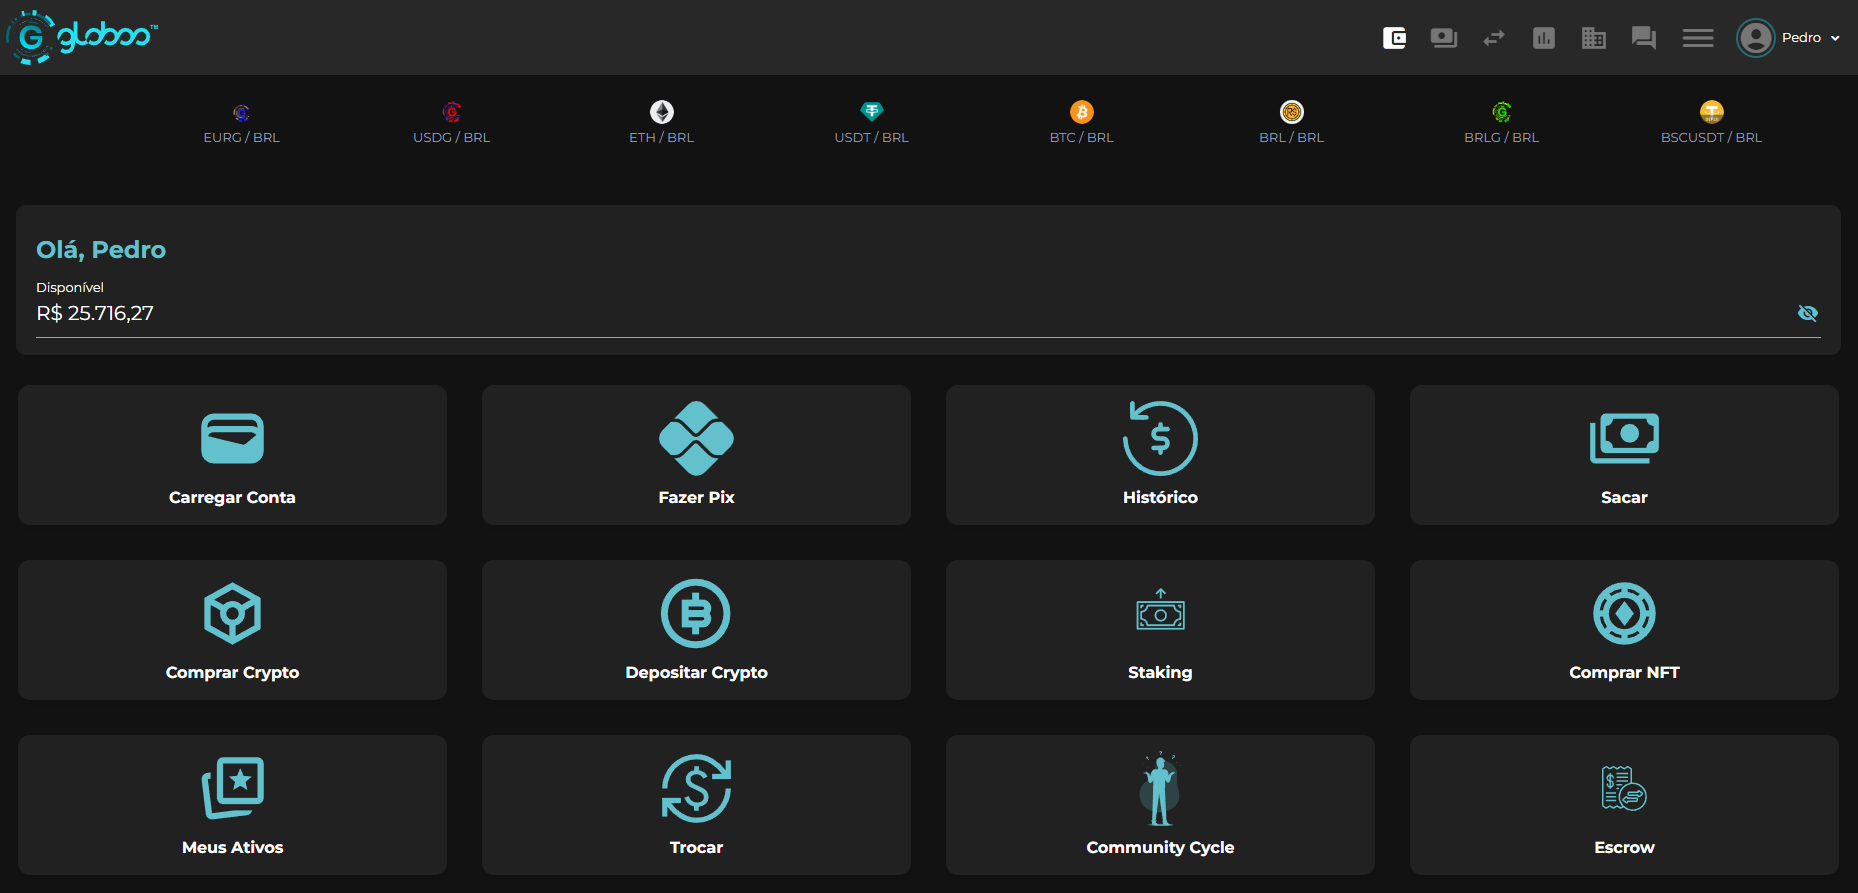 G globoo™
Pedro
EURG / BRL
USDG / BRL
ETH / BRL
USDT / BRL
BTC / BRL
BRL / BRL
BRLG / BRL
BSCUSDT / BRL
Olá, Pedro
Disponível
R$ 25.716,27
Carregar Conta
Fazer Pix
Histórico
Sacar
Comprar Crypto
Depositar Crypto
Staking
Comprar NFT
Meus Ativos
Trocar
Community Cycle
Escrow